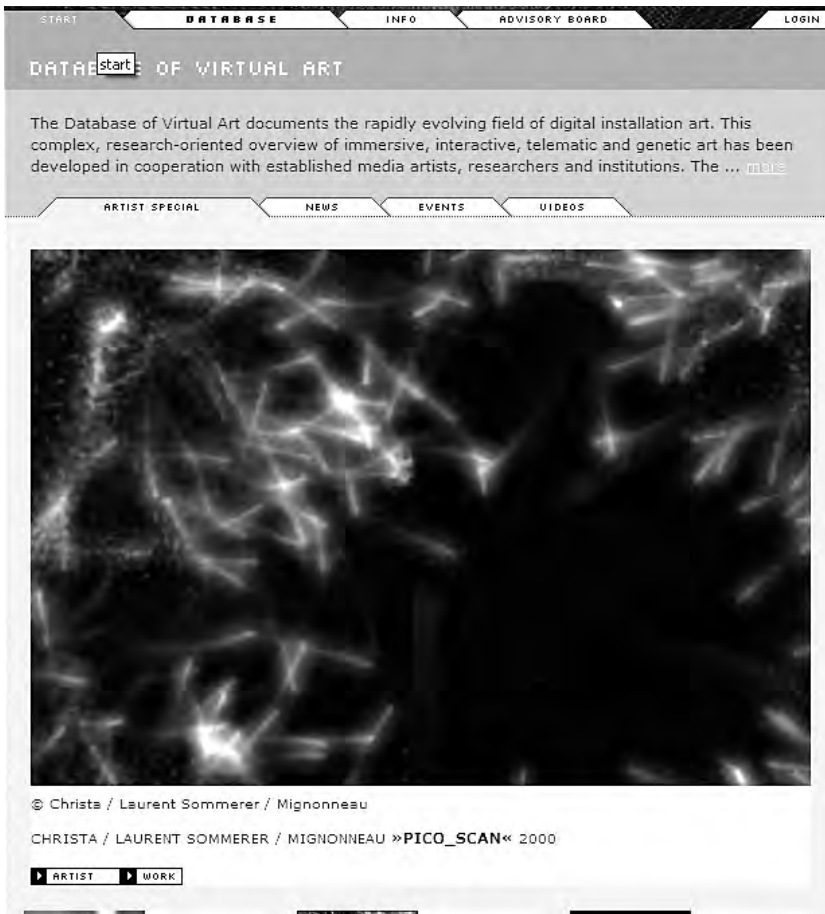 START DATABASE INFO ADVISORY BOARD LOGIN
start
DATABASE OF VIRTUAL ART
The Database of Virtual Art documents the rapidly evolving field of digital installation art. This
complex, research-oriented overview of immersive, interactive, telematic and genetic art has been
developed in cooperation with established media artists, researchers and institutions. The ... more
ARTIST SPECIAL NEWS EVENTS VIDEOS
© Christa / Laurent Sommerer / Mignonneau
CHRISTA / LAURENT SOMMERER / MIGNONNEAU »PICO_SCAN« 2000
ARTIST WORK